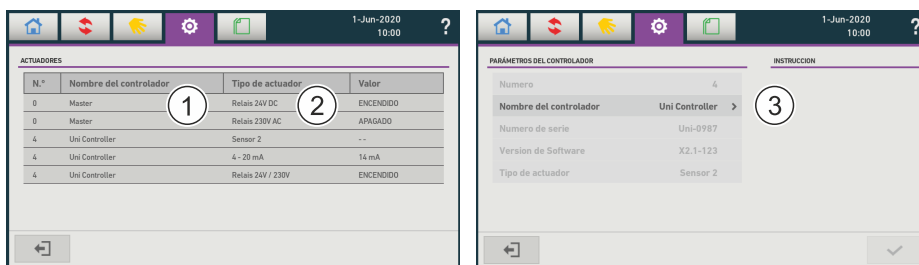 1-Jun-2020
10:00
?
ACTUADORES
N.° Nombre del controlador Tipo de actuador Valor
0 Master Relais 24V DC ENCENDIDO
0 Master Relais 230V AC APAGADO
4 Uni Controller Sensor 2 --
4 Uni Controller 4 - 20 mA 14 mA
4 Uni Controller Relais 24V / 230V ENCENDIDO
1
2
1-Jun-2020
10:00
?
PARÁMETROS DEL CONTROLADOR
INSTRUCCION
Numero 4
Nombre del controlador Uni Controller >
Numero de serie Uni-0987
Version de Software X2.1-123
Tipo de actuador Sensor 2
3